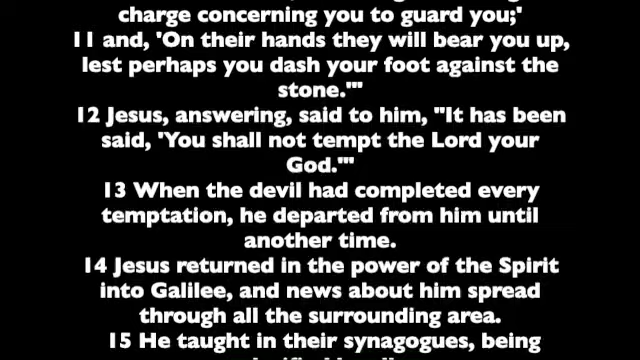 charge concerning you to guard you;'
11 and, 'On their hands they will bear you up,
lest perhaps you dash your foot against the
stone.'"
12 Jesus, answering, said to him, "It has been
said, 'You shall not tempt the Lord your
God.'"
13 When the devil had completed every
temptation, he departed from him until
another time.
14 Jesus returned in the power of the Spirit
into Galilee, and news about him spread
through all the surrounding area.
15 He taught in their synagogues, being